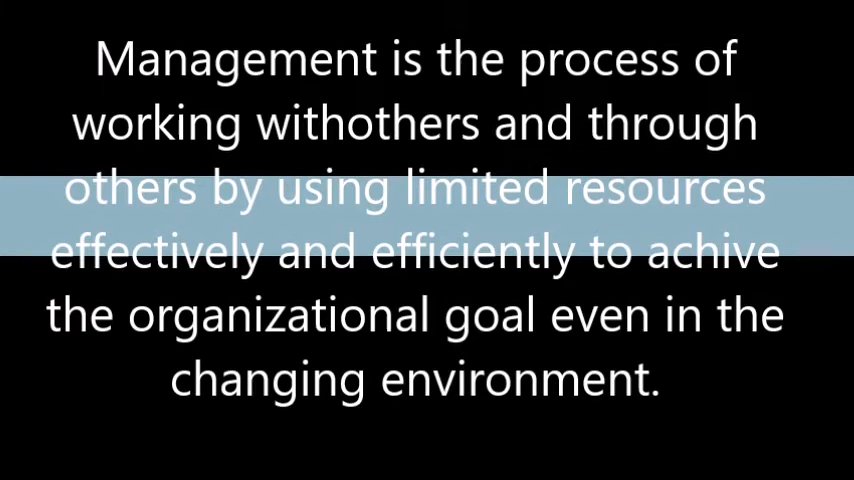 Management is the process of
working withothers and through
others by using limited resources
effectively and efficiently to achive
the organizational goal even in the
changing environment.